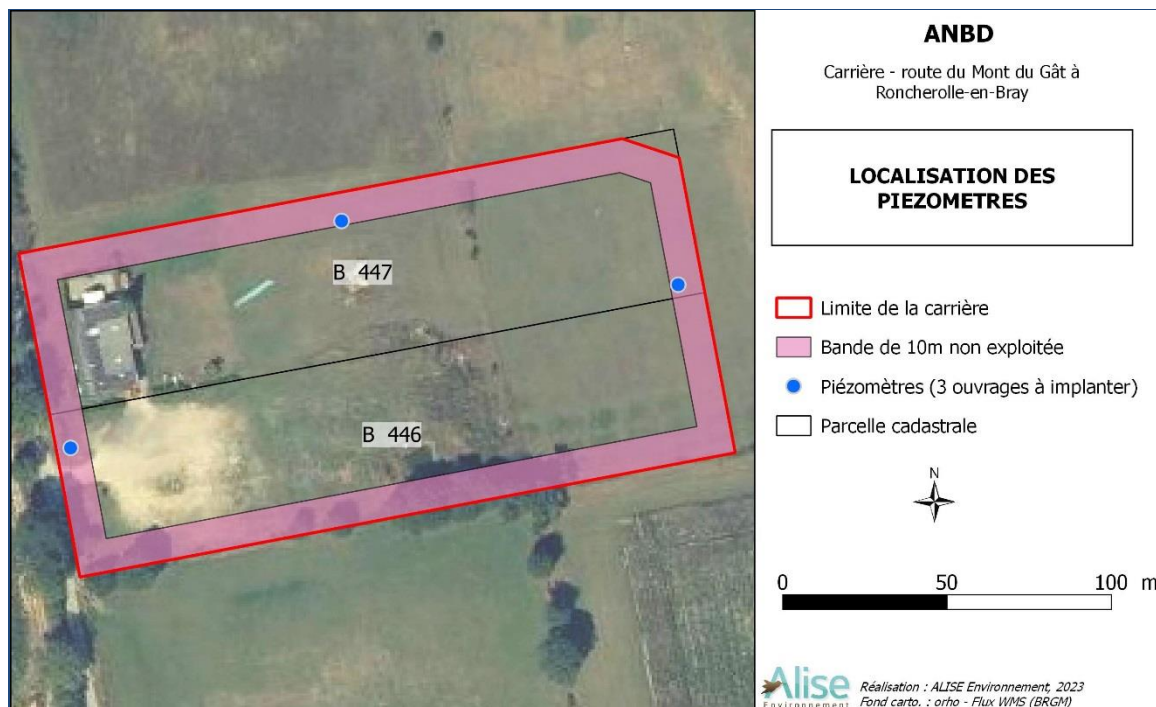 ANBD
Carrière - route du Mont du Gât à
Roncherolle-en-Bray
LOCALISATION DES
PIEZOMETRES
Limite de la carrière
Bande de 10m non exploitée
Piézomètres (3 ouvrages à implanter)
Parcelle cadastrale
N
0 50 100 m
Alise
Environnement
Réalisation : ALISE Environnement, 2023
Fond carto. : orho - Flux WMS (BRGM)
B 447
B 446